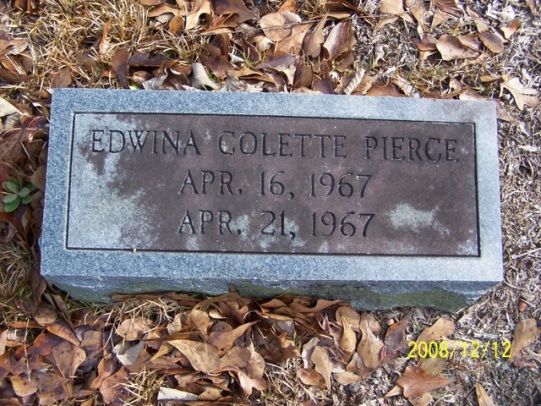 EDWINA COLETTE PIERCE
APR. 16, 1967
APR. 21, 1967
2008/12/12